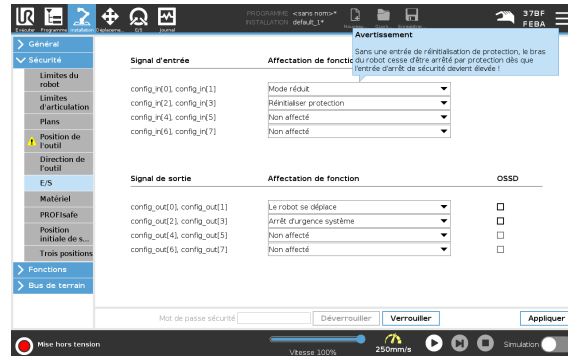 PROGRAMME <sans nom>*
INSTALLATION default_1*
37BF
FEBA
Exécuter Programme Installation Déplaceme... E/S Journal
Avertissement
Sans une entrée de réinitialisation de protection, le bras
du robot cesse d'être arrêté par protection dès que
l'entrée d'arrêt de sécurité devient élevée !
Général
Sécurité
Limites du
robot
Limites
d'articulation
Plans
Position de
l'outil
Direction de
l'outil
E/S
Matériel
PROFIsafe
Position
initiale de s...
Trois positions
Fonctions
Bus de terrain
Signal d'entrée Affectation de fonction
config_in[0], config_in[1] Mode réduit
config_in[2], config_in[3] Réinitialiser protection
config_in[4], config_in[5] Non affecté
config_in[6], config_in[7] Non affecté
Signal de sortie Affectation de fonction OSSD
config_out[0], config_out[1] Le robot se déplace
config_out[2], config_out[3] Arrêt d'urgence système
config_out[4], config_out[5] Non affecté
config_out[6], config_out[7] Non affecté
Mot de passe sécurité Déverrouiller Verrouiller Appliquer
Mise hors tension
Vitesse 100%
250mm/s
Simulation